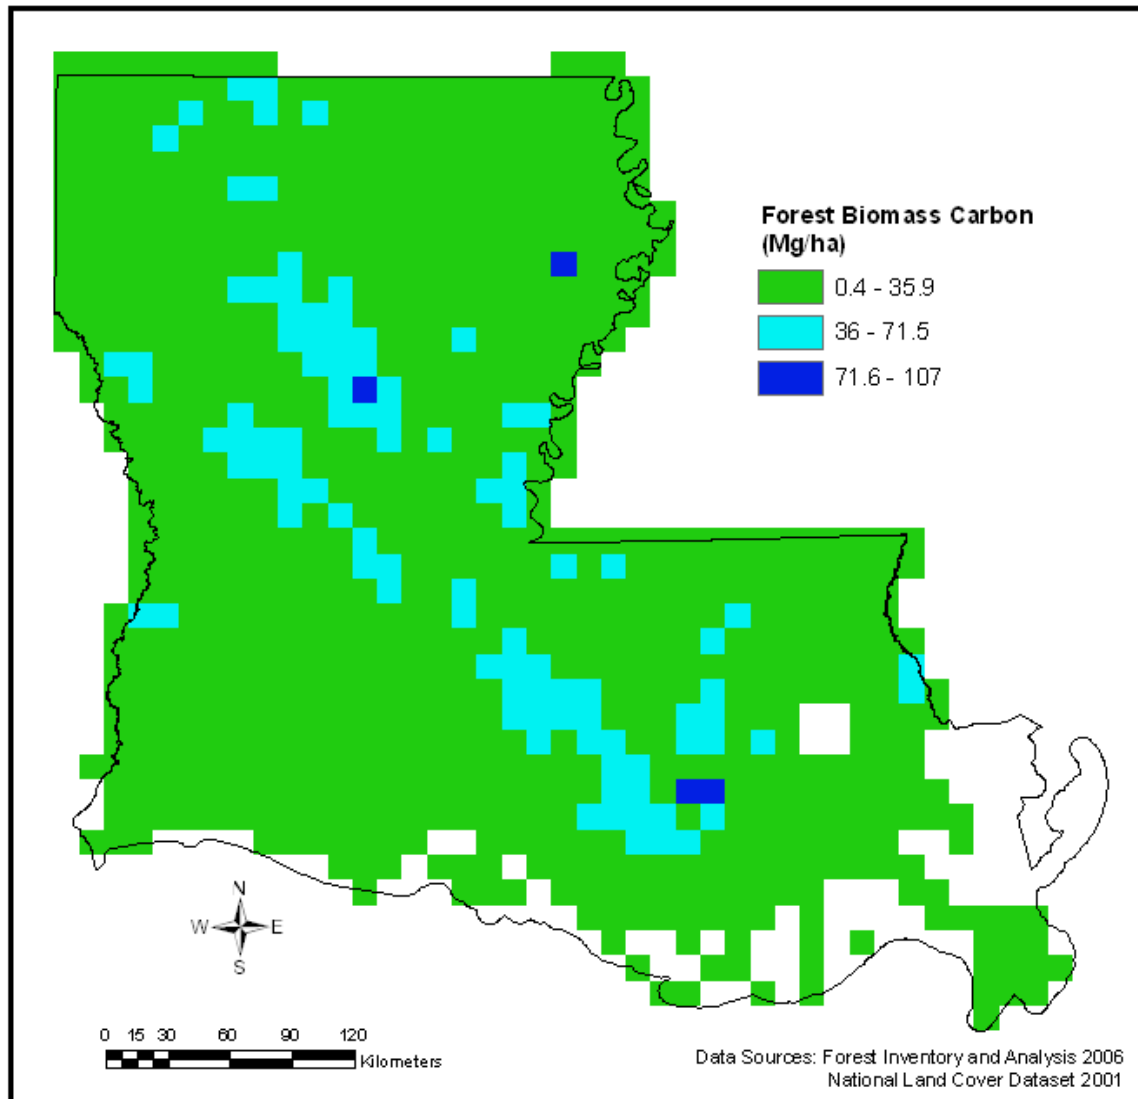 Forest Biomass Carbon
(Mg/ha)
0.4 - 35.9
36 - 71.5
71.6 - 107
N
W E
S
0 15 30 60 90 120
Kilometers
Data Sources: Forest Inventory and Analysis 2006
National Land Cover Dataset 2001